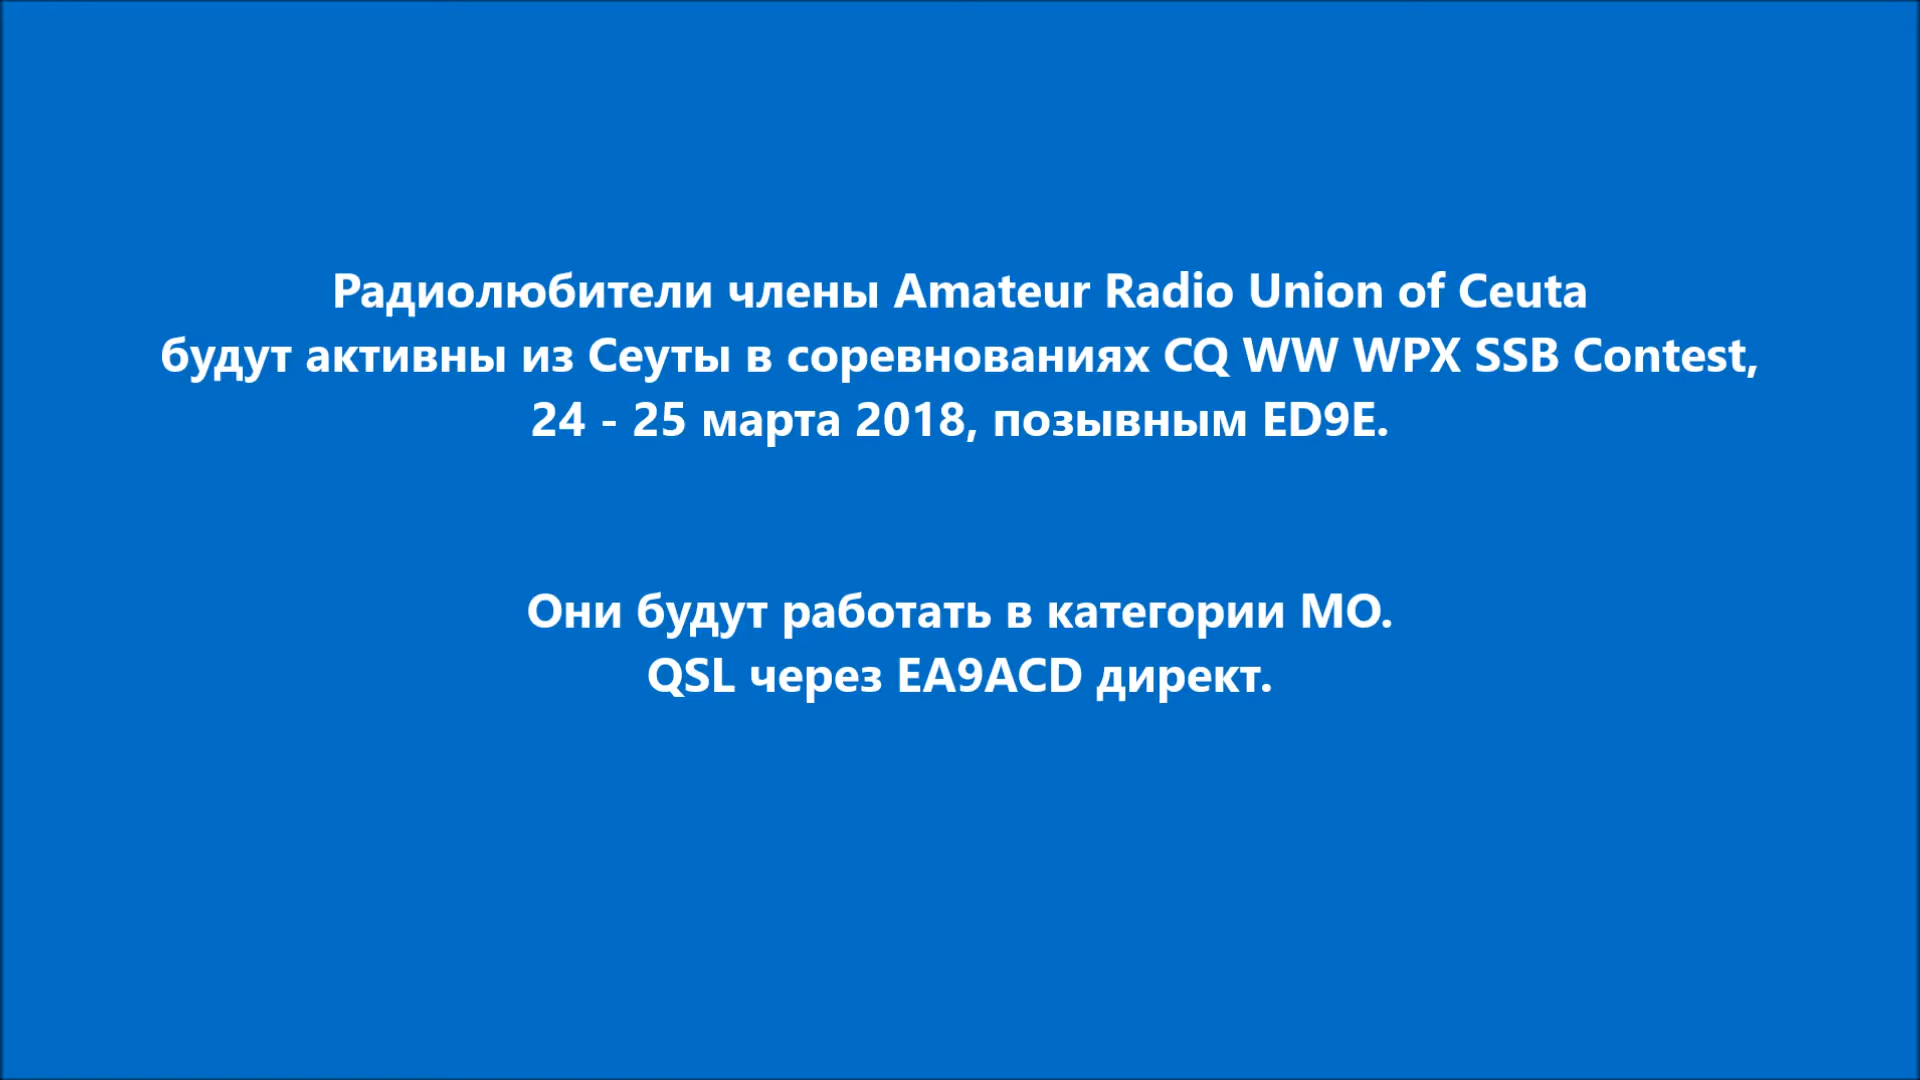 Радиолюбители члены Amateur Radio Union of Ceuta
будут активны из Сеуты в соревнованиях CQ WW WPX SSB Contest,
24 - 25 марта 2018, позывным ED9E.
Они будут работать в категории МО.
QSL через EA9ACD директ.